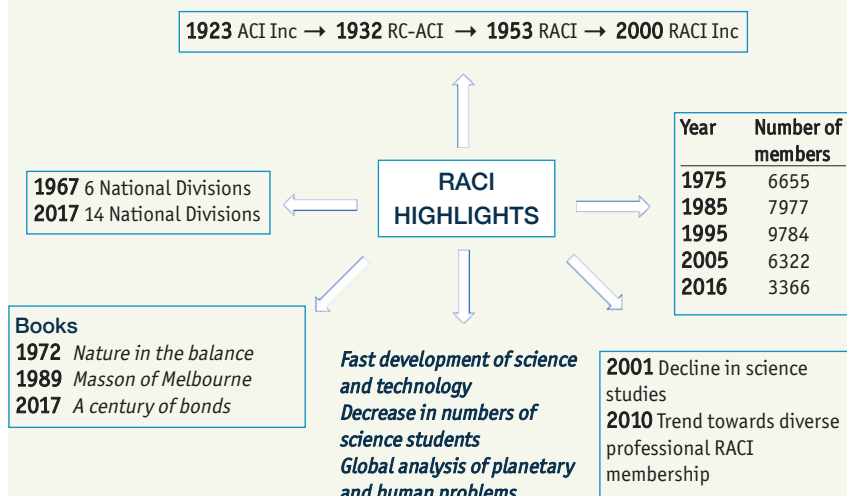 1923 ACI Inc → 1932 RC-ACI → 1953 RACI → 2000 RACI Inc
RACI
HIGHLIGHTS
1967 6 National Divisions
2017 14 National Divisions
Year Number of
members
1975 6655
1985 7977
1995 9784
2005 6322
2016 3366
Books
1972 Nature in the balance
1989 Masson of Melbourne
2017 A century of bonds
Fast development of science
and technology
Decrease in numbers of
science students
Global analysis of planetary
and human problems
2001 Decline in science
studies
2010 Trend towards diverse
professional RACI
membership